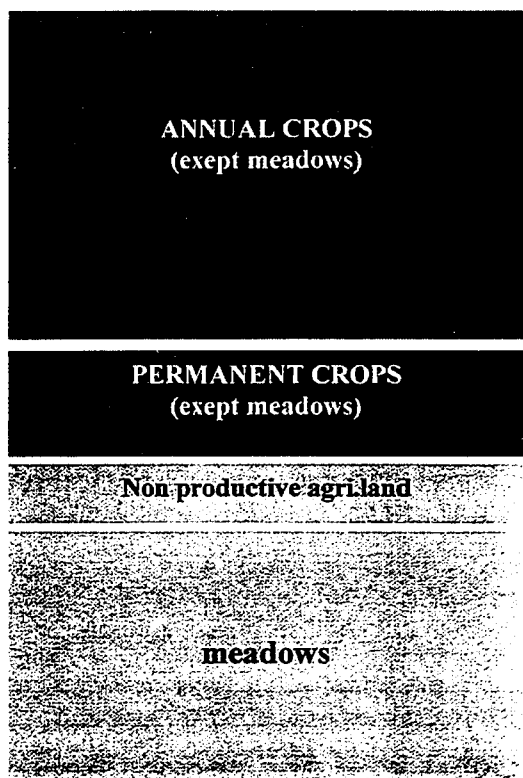 ANNUAL CROPS
(exept meadows)
PERMANENT CROPS
(exept meadows)
Non productive agri.land
meadows